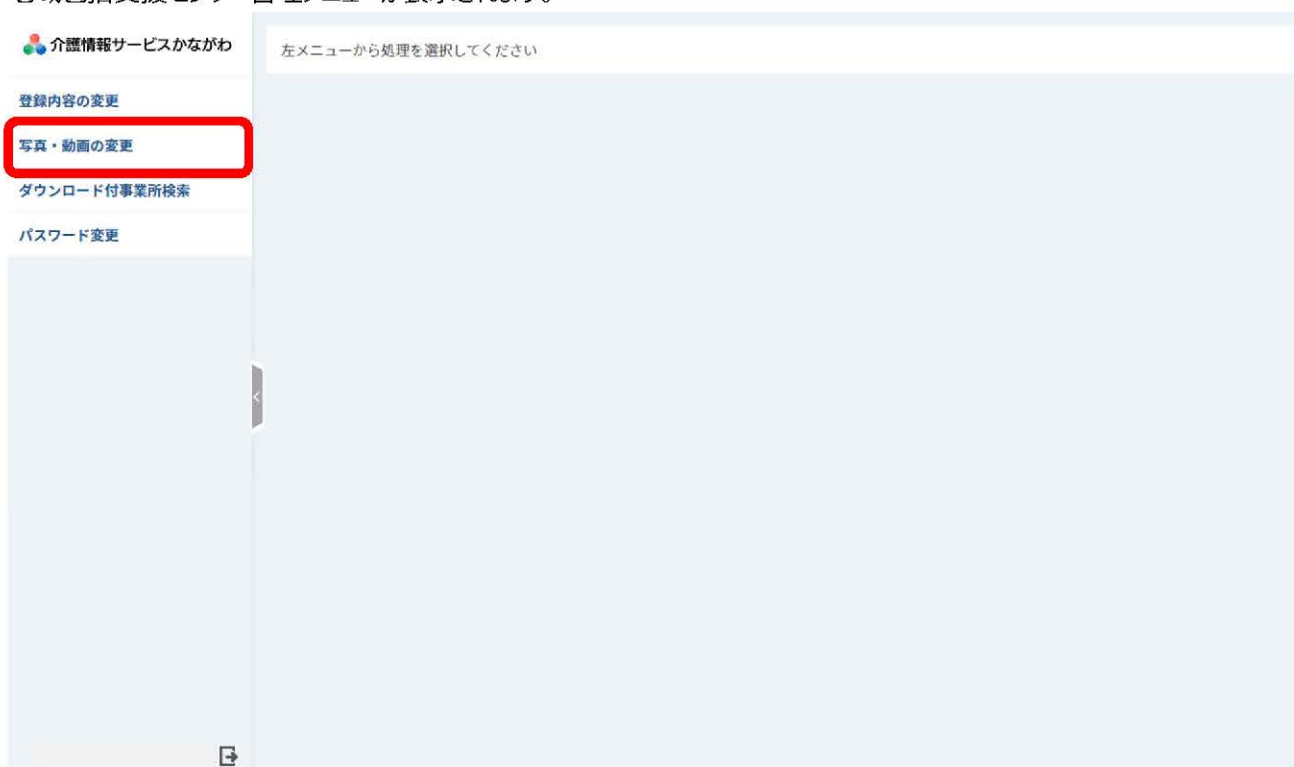 介護情報サービスかながわ
左メニューから処理を選択してください
登録内容の変更
写真・動画の変更
ダウンロード付事業所検索
パスワード変更